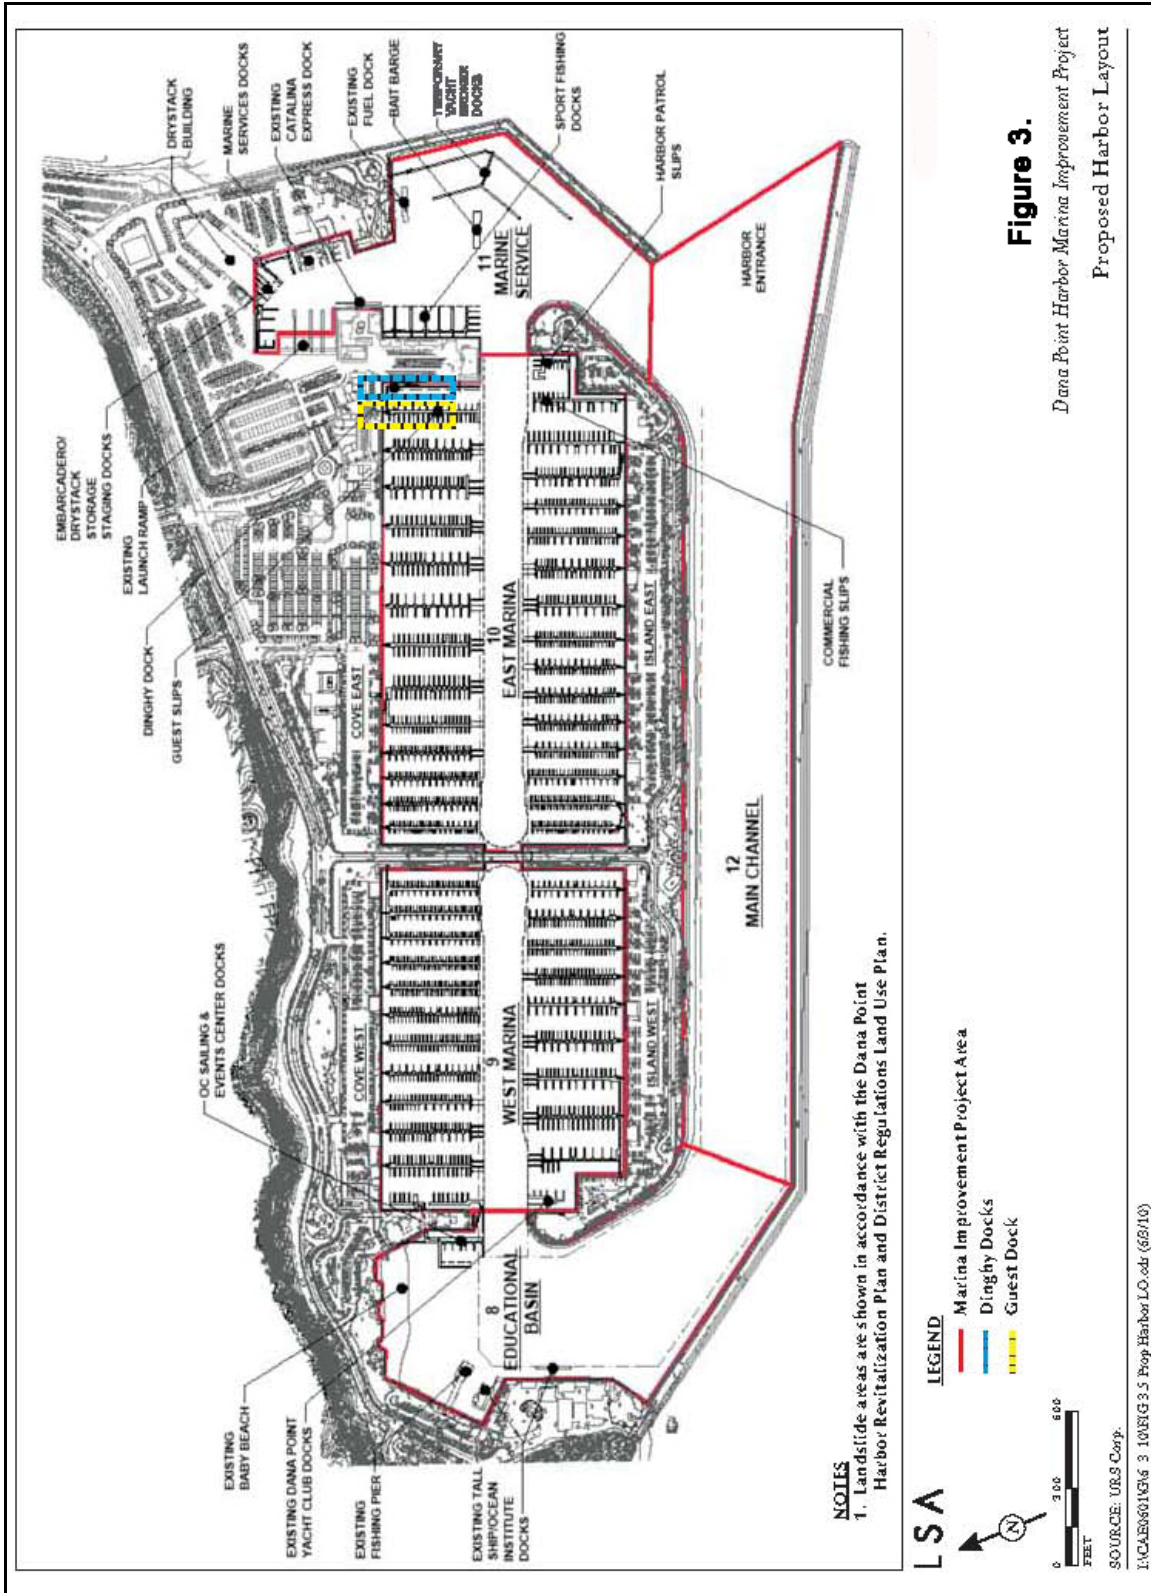 OC SAILING &
EVENTS CENTER DOCKS
EXISTING
BABY BEACH
EXISTING DANA POINT
YACHT CLUB DOCKS
EXISTING
FISHING PIER
EXISTING TALL
SHIP/OCEAN
INSTITUTE
DOCKS
DINGHY DOCK
GUEST SLIPS
EMBARCADERO/
DRYSTACK
STORAGE
STAGING DOCKS
EXISTING
LAUNCH RAMP
DRYSTACK
BUILDING
MARINE
SERVICES DOCKS
EXISTING
CATALINA
EXPRESS DOCK
EXISTING
FUEL DOCK
BAIT BARGE
TEMPORARY
YACHT
BROKER
DOCKS
SPORT FISHING
DOCKS
HARBOR PATROL
SLIPS
COMMERCIAL
FISHING SLIPS
COVE WEST
COVE EAST
8
EDUCATIONAL
BASIN
9
WEST MARINA
10
EAST MARINA
11
MARINE
SERVICE
ISLAND WEST
ISLAND EAST
12
MAIN CHANNEL
HARBOR
ENTRANCE
NOTES
1. Landside areas are shown in accordance with the Dana Point
Harbor Revitalization Plan and District Regulations Land Use Plan.
LSA
N
0 300 600
FEET
LEGEND
Marina Improvement Project Area
Dinghy Docks
Guest Dock
SOURCE: URS Corp.
Figure 3.
Dana Point Harbor Marina Improvement Project
Proposed Harbor Layout